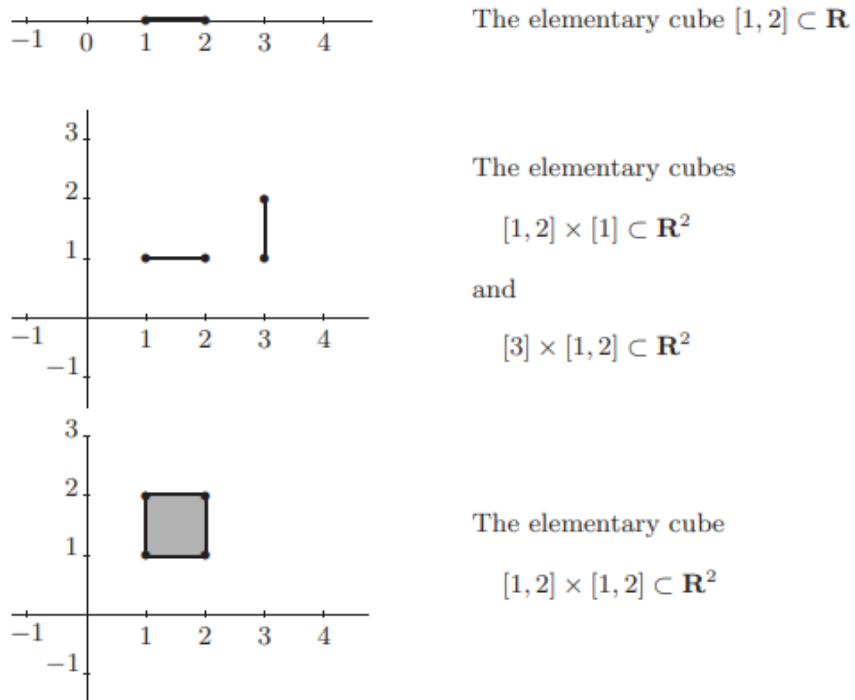 −1 0 1 2 3 4 The elementary cube [1, 2] ⊂ R
3
2
1
−1 1 2 3 4
−1
The elementary cubes
[1, 2] × [1] ⊂ R²
and
[3] × [1, 2] ⊂ R²
3
2
1
−1 1 2 3 4
−1
The elementary cube
[1, 2] × [1, 2] ⊂ R²